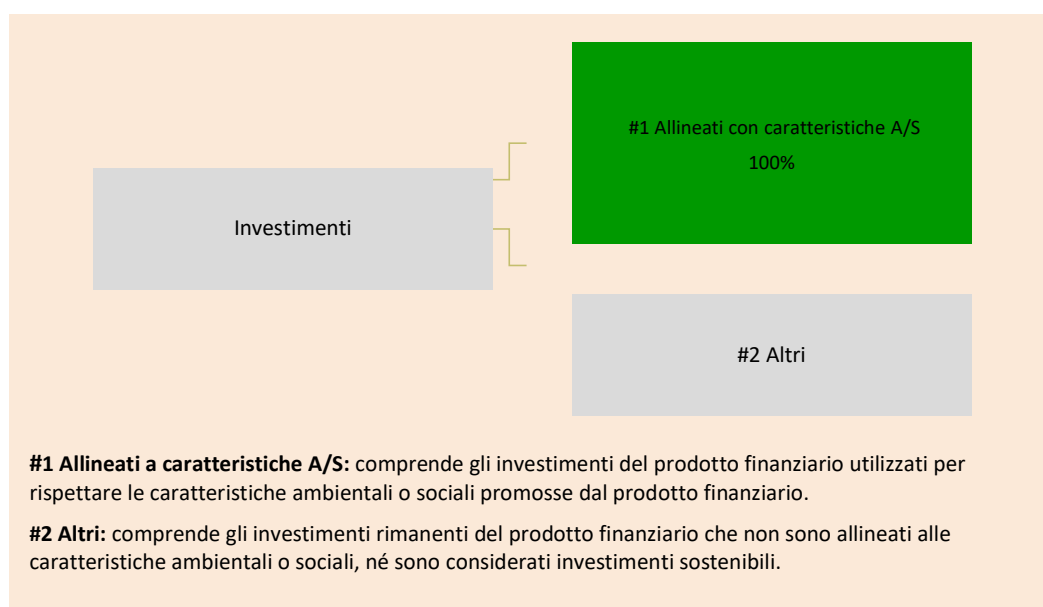 #1 Allineati con caratteristiche A/S
100%
Investimenti
#2 Altri
#1 Allineati a caratteristiche A/S: comprende gli investimenti del prodotto finanziario utilizzati per
rispettare le caratteristiche ambientali o sociali promosse dal prodotto finanziario.
#2 Altri: comprende gli investimenti rimanenti del prodotto finanziario che non sono allineati alle
caratteristiche ambientali o sociali, né sono considerati investimenti sostenibili.